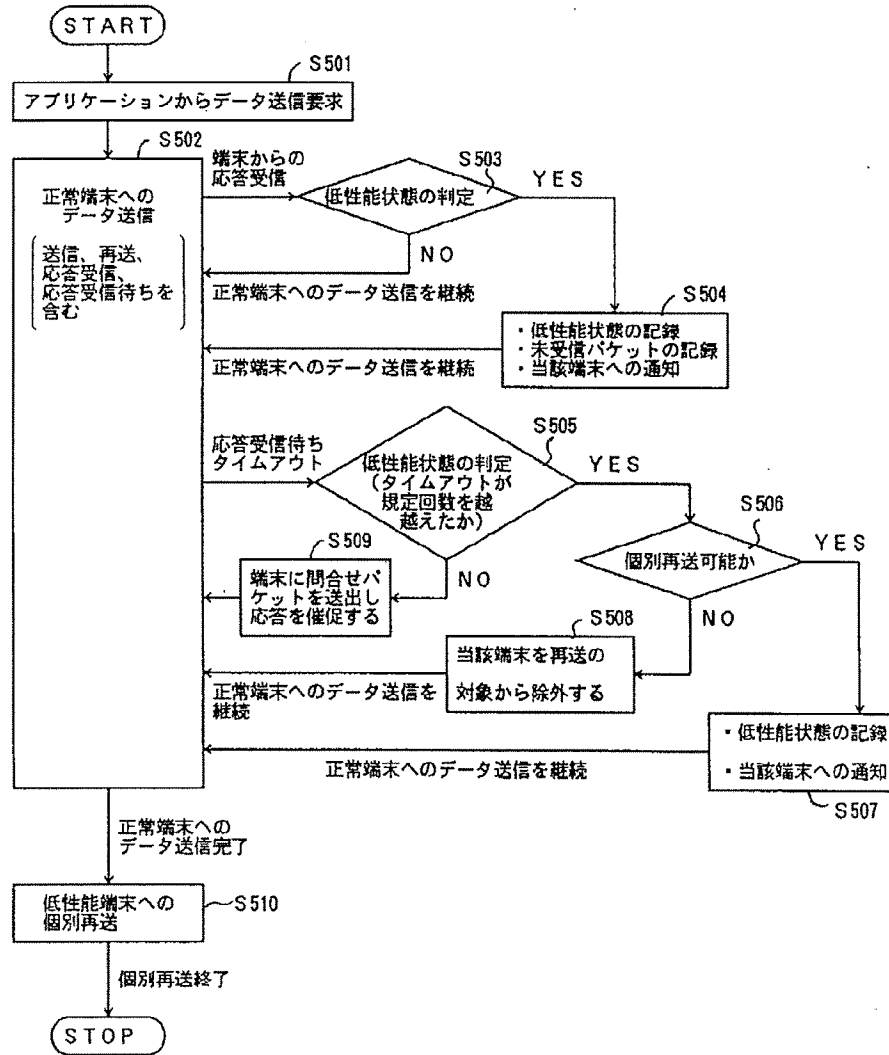 START
S501
アプリケーションからデータ送信要求
S502
正常端末への
データ送信
送信、再送、
応答受信、
応答受信待ちを
含む
端末からの
応答受信
S503
低性能状態の判定
YES
NO
正常端末へのデータ送信を継続
S504
・低性能状態の記録
・未受信パケットの記録
・当該端末への通知
正常端末へのデータ送信を継続
応答受信待ち
タイムアウト
S505
低性能状態の判定
(タイムアウトが
規定回数を越
越えたか)
YES
NO
S506
個別再送可能か
YES
NO
S509
端末に問合せパ
ケットを送出し
応答を催促する
S508
当該端末を再送の
対象から除外する
正常端末へのデータ送信を
継続
・低性能状態の記録
・当該端末への通知
S507
正常端末へのデータ送信を継続
正常端末への
データ送信完了
低性能端末への
個別再送
S510
個別再送終了
STOP